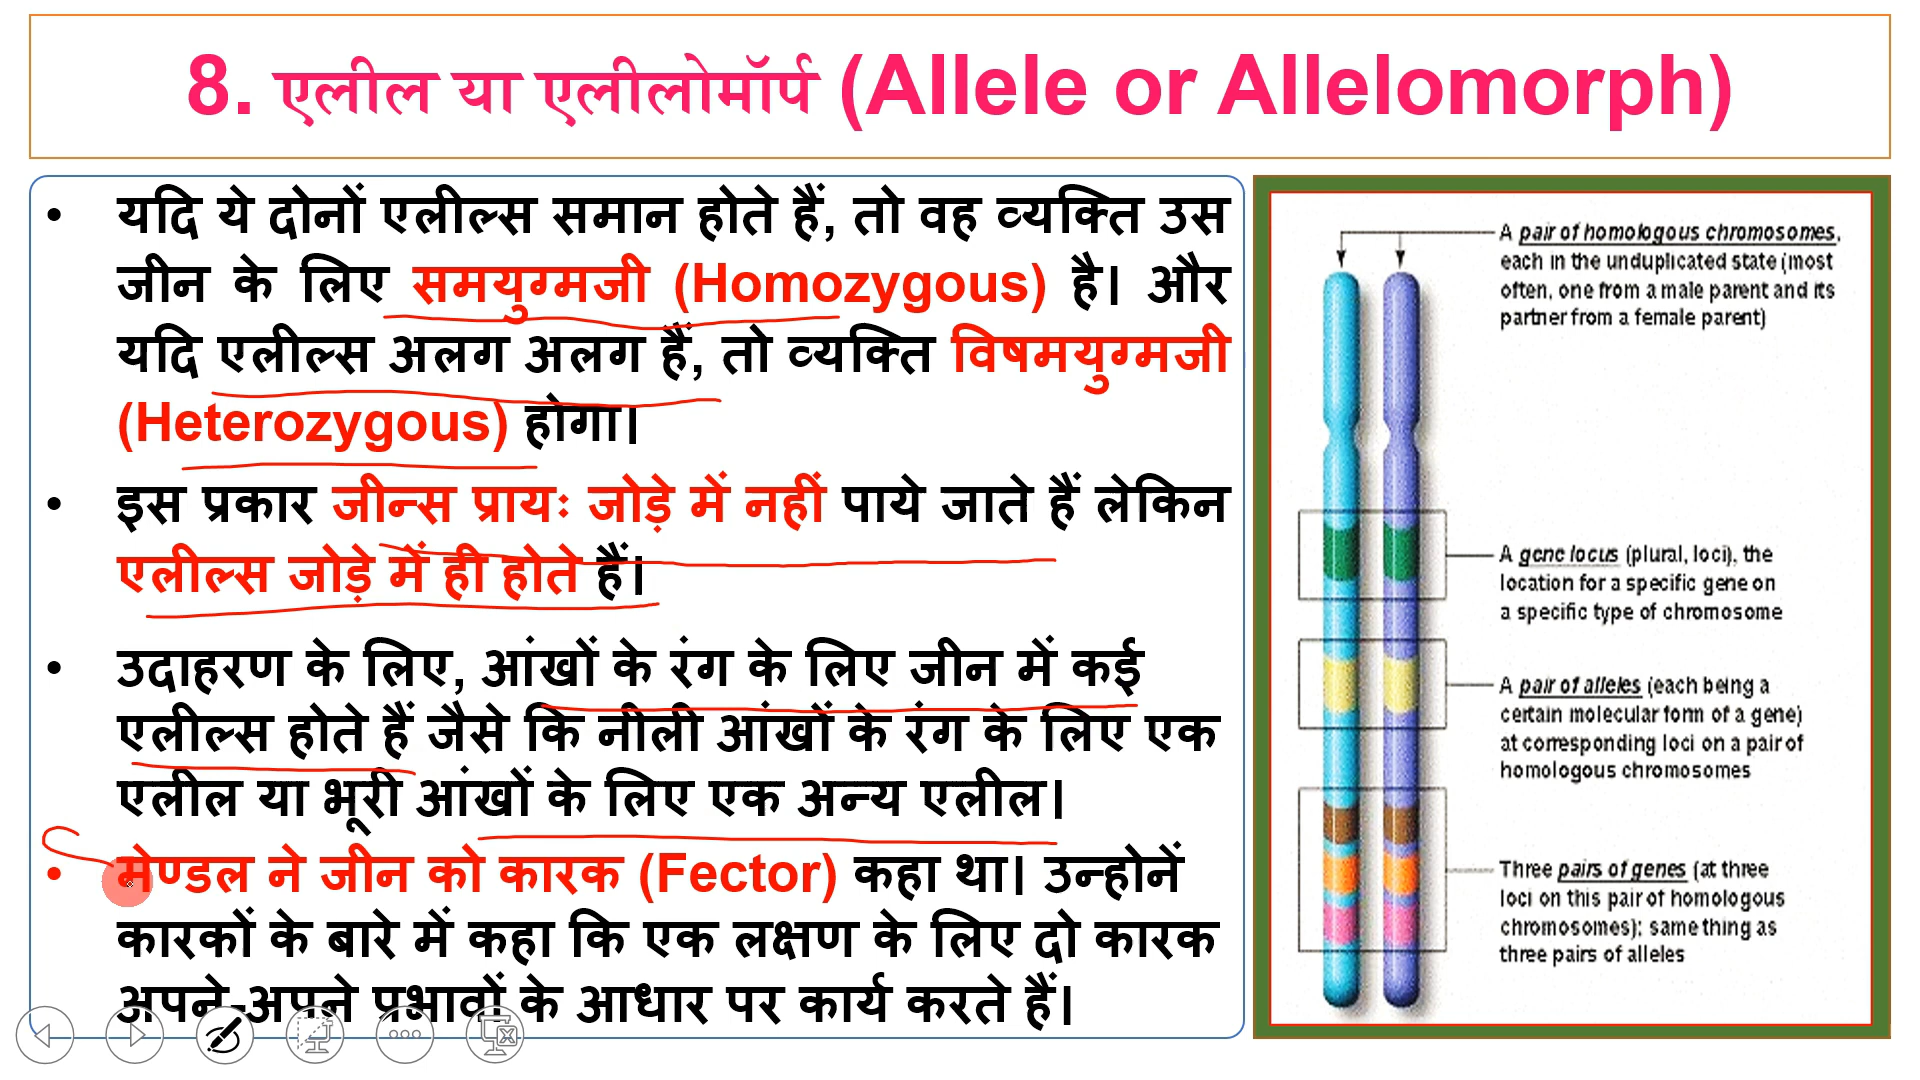 8. एलील या एलीलोमॉर्प (Allele or Allelomorph)
• यदि ये दोनों एलील्स समान होते हैं, तो वह व्यक्ति उस
जीन के लिए समयुग्मजी (Homozygous) है। और
यदि एलील्स अलग अलग हैं, तो व्यक्ति विषमयुग्मजी
(Heterozygous) होगा।
• इस प्रकार जीन्स प्रायः जोड़े में नहीं पाये जाते हैं लेकिन
एलील्स जोड़े में ही होते हैं।
• उदाहरण के लिए, आंखों के रंग के लिए जीन में कई
एलील्स होते हैं जैसे कि नीली आंखों के रंग के लिए एक
एलील या भूरी आंखों के लिए एक अन्य एलील।
• मेण्डल ने जीन को कारक (Fector) कहा था। उन्होनें
कारकों के बारे में कहा कि एक लक्षण के लिए दो कारक
अपने-अपने प्रभावों के आधार पर कार्य करते हैं।
A pair of homologous chromosomes,
each in the unduplicated state (most
often, one from a male parent and its
partner from a female parent)
A gene locus (plural, loci), the
location for a specific gene on
a specific type of chromosome
A pair of alleles (each being a
certain molecular form of a gene)
at corresponding loci on a pair of
homologous chromosomes
Three pairs of genes (at three
loci on this pair of homologous
chromosomes); same thing as
three pairs of alleles